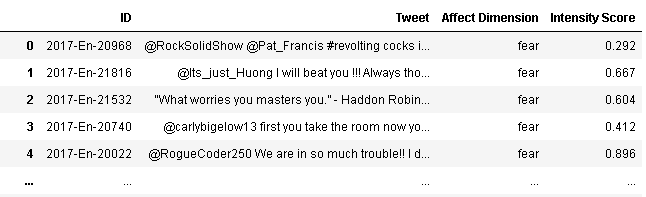 ID Tweet Affect Dimension Intensity Score
0 2017-En-20968 @RockSolidShow @Pat_Francis #revolting cocks i... fear 0.292
1 2017-En-21816 @Its_just_Huong I will beat you !!! Always tho... fear 0.667
2 2017-En-21532 "What worries you masters you." - Haddon Robin... fear 0.604
3 2017-En-20740 @carlybigelow13 first you take the room now yo... fear 0.412
4 2017-En-20022 @RogueCoder250 We are in so much trouble!! I d... fear 0.896
... ... ... ... ...